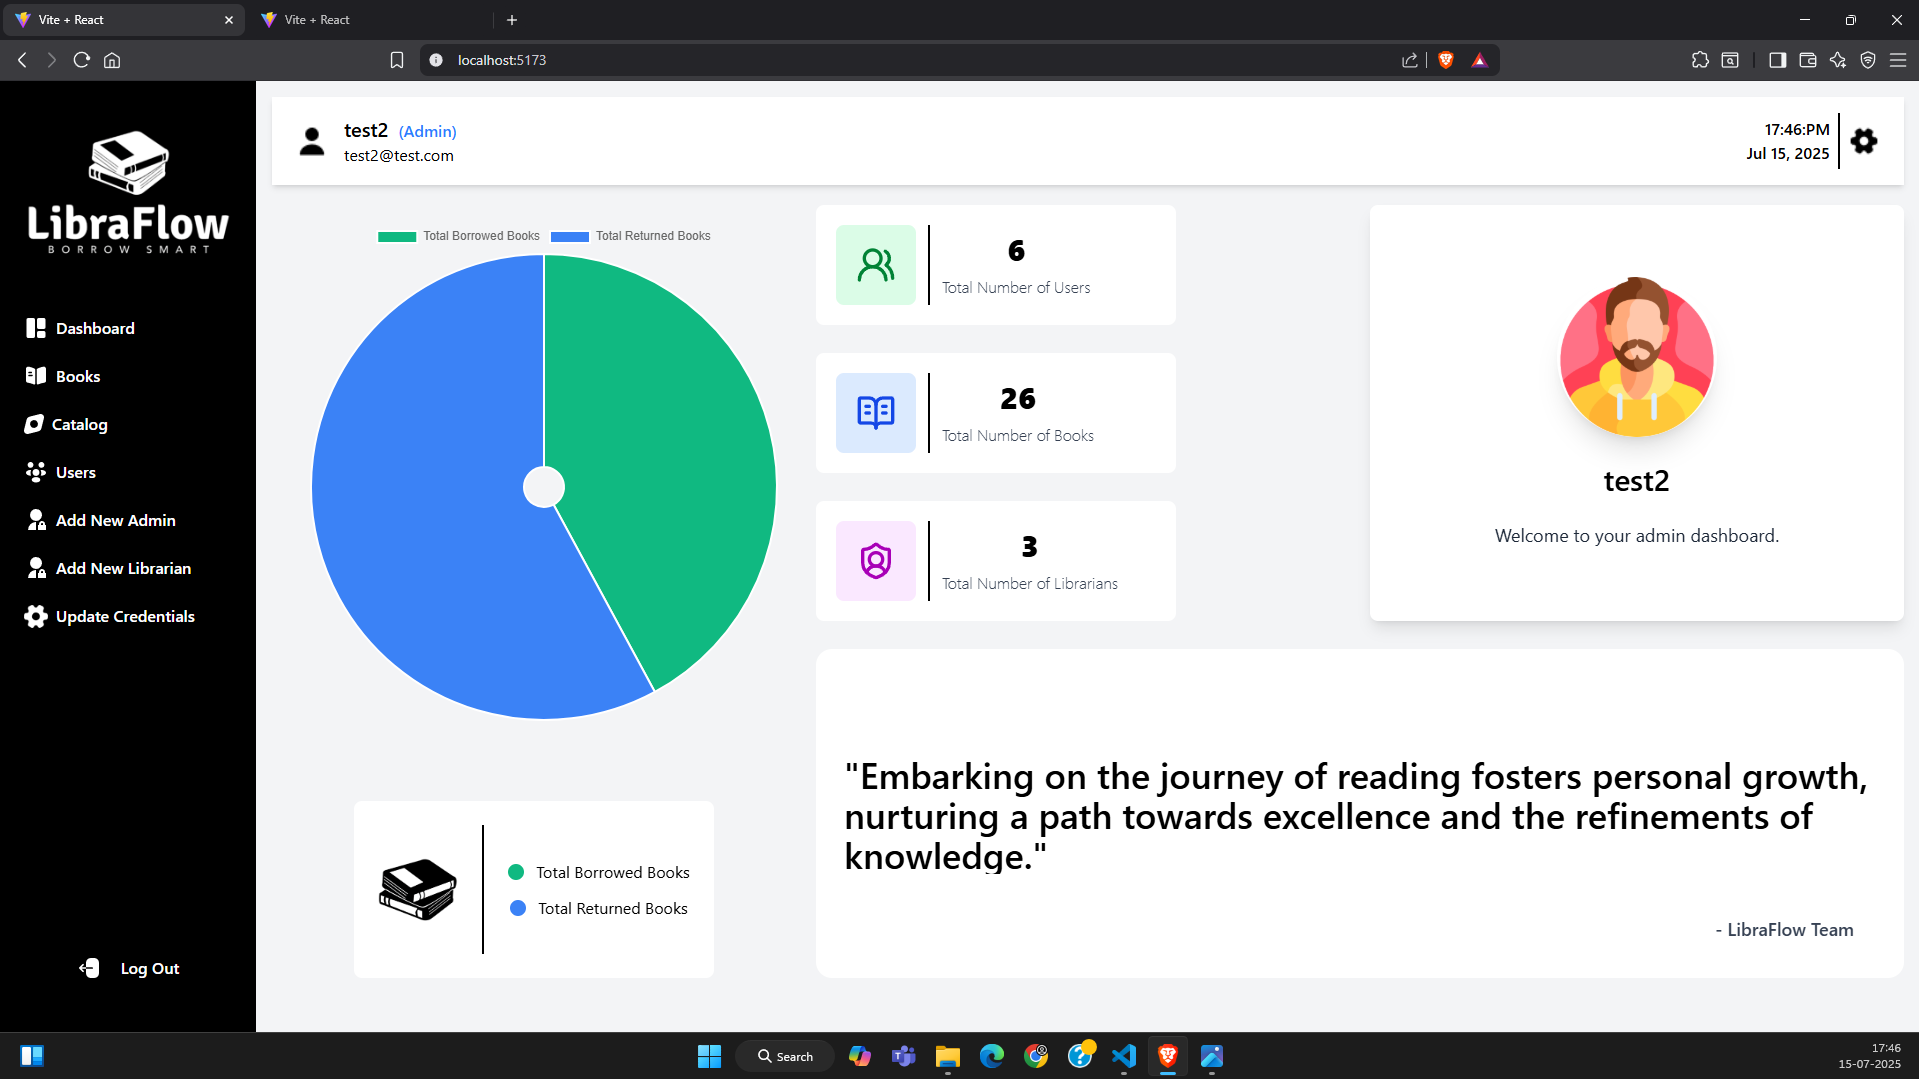 Vite + React
Vite + React
localhost:5173
LibraFlow
BORROW SMART
Dashboard
Books
Catalog
Users
Add New Admin
Add New Librarian
Update Credentials
Log Out
test2 (Admin)
test2@test.com
17:46:PM
Jul 15, 2025
Total Borrowed Books Total Returned Books
Total Borrowed Books
Total Returned Books
6
Total Number of Users
26
Total Number of Books
3
Total Number of Librarians
test2
Welcome to your admin dashboard.
"Embarking on the journey of reading fosters personal growth,
nurturing a path towards excellence and the refinements of
knowledge."
- LibraFlow Team
Search
17:46
15-07-2025